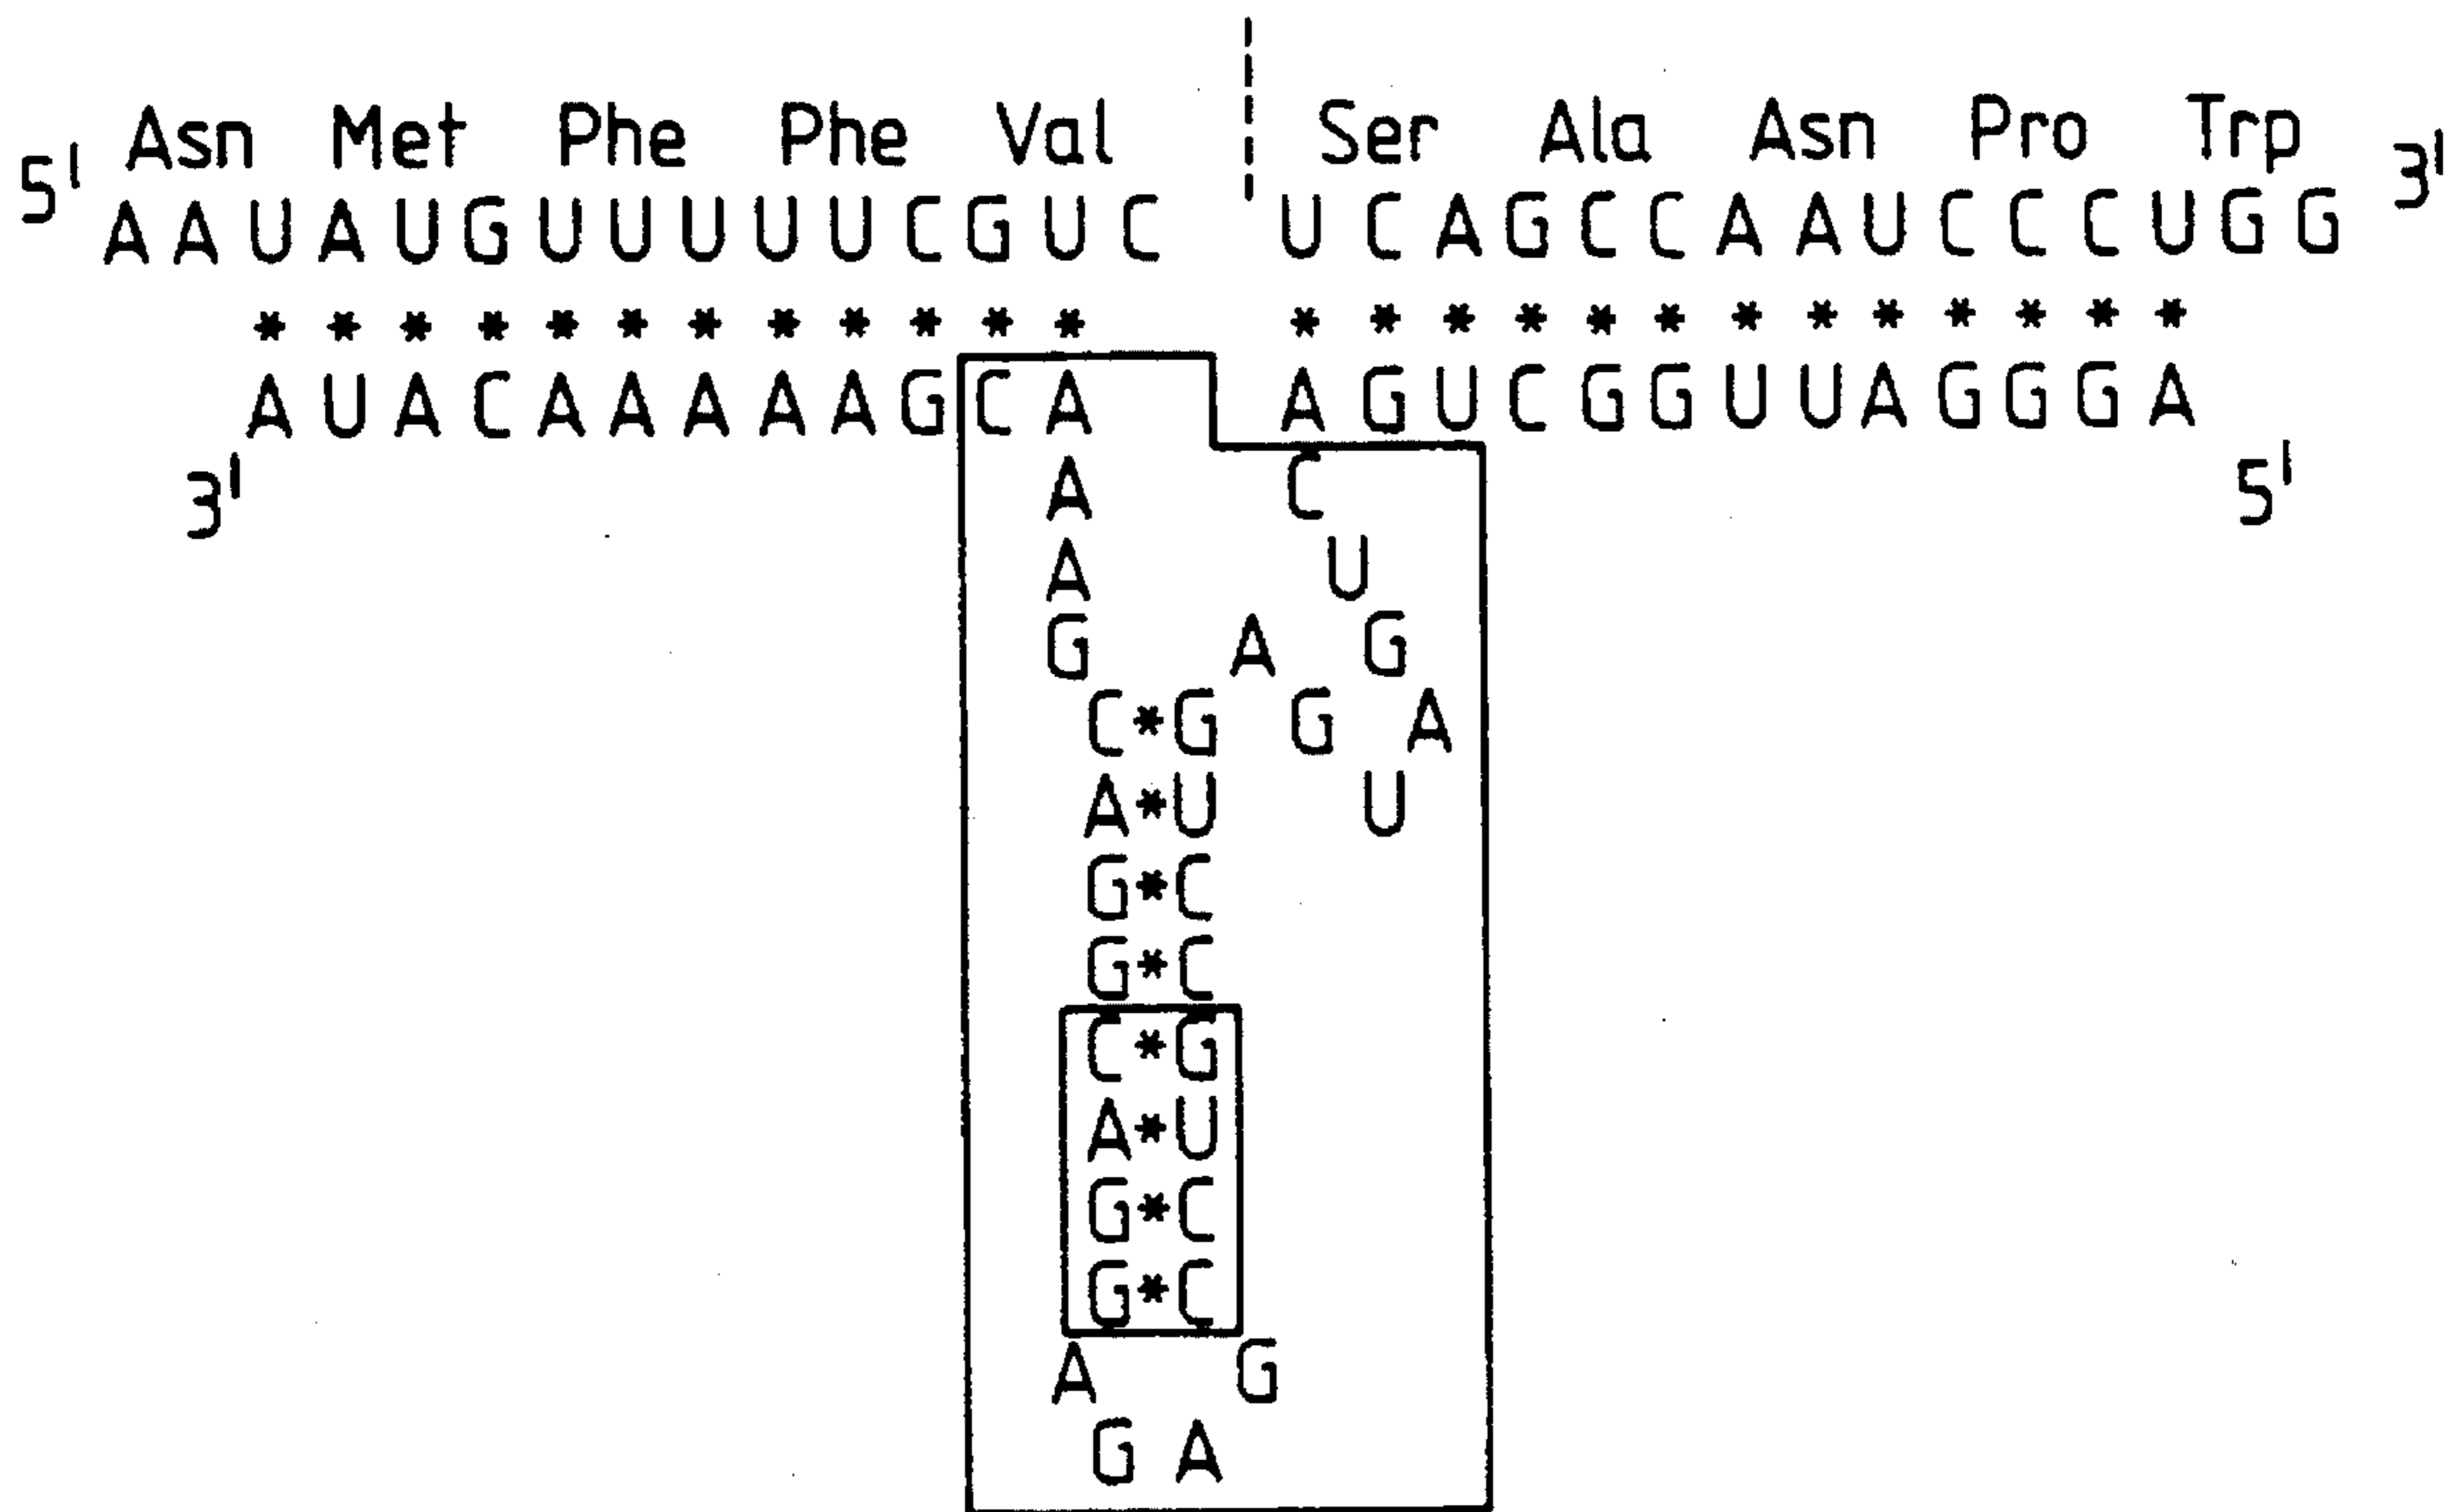 Asn Met Phe Phe Val Ser Ala Asn Pro Trp
5' AAUAUGUUUUUCGUC UCAGCCAAUCCCUGG 3'
* * * * * * * * * * * * * * * * * * * * * * * * *
AUACAAAAAGCA AGUCGGUUAGGGA
3' A C 5'
A U
G A G
C*G G A
A*U U
G*C
G*C
C*G
A*U
G*C
G*C
A G
G A